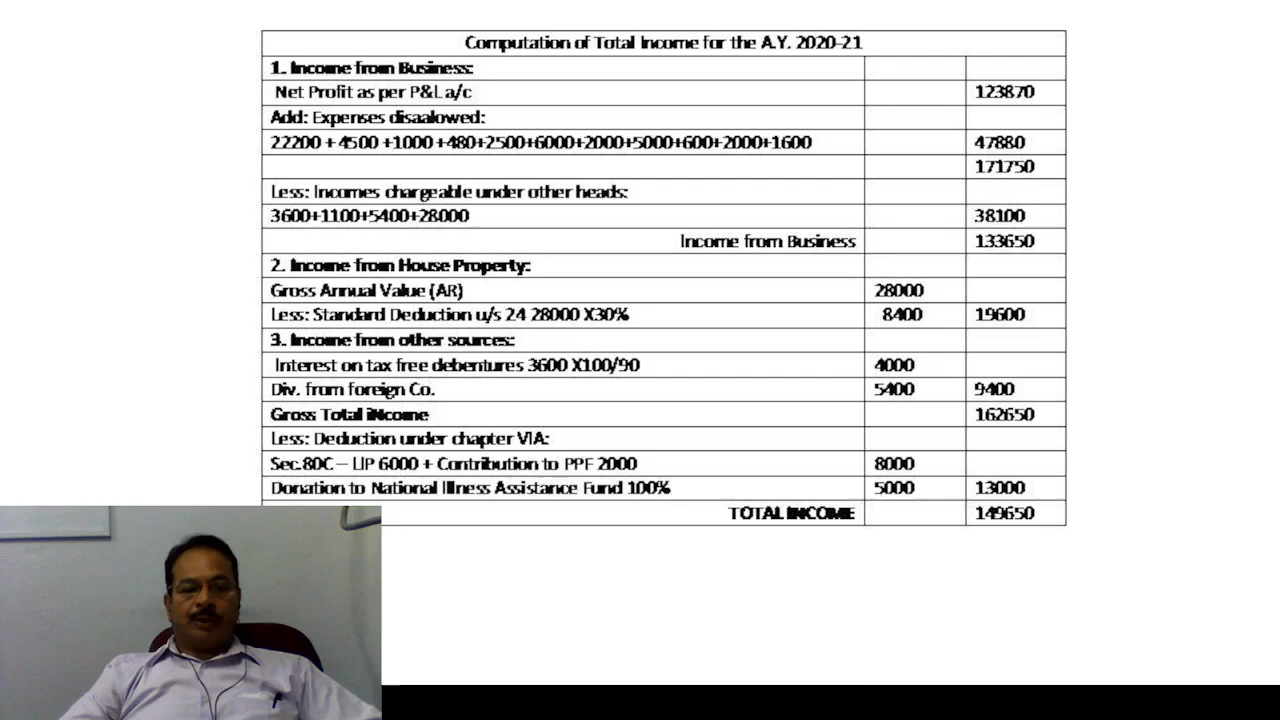 Computation of Total Income for the A.Y. 2020-21
1. Income from Business:
Net Profit as per P&L a/c 123870
Add: Expenses disaalowed:
22200 + 4500 +1000 +480+2500+6000+2000+5000+600+2000+1600 47880
171750
Less: Incomes chargeable under other heads:
3600+1100+5400+28000 38100
Income from Business 133650
2. Income from House Property:
Gross Annual Value (AR) 28000
Less: Standard Deduction u/s 24 28000 X30% 8400 19600
3. Income from other sources:
Interest on tax free debentures 3600 X100/90 4000
Div. from foreign Co. 5400 9400
Gross Total iNcome 162650
Less: Deduction under chapter VIA:
Sec.80C – LIP 6000 + Contribution to PPF 2000 8000
Donation to National Illness Assistance Fund 100% 5000 13000
TOTAL INCOME 149650